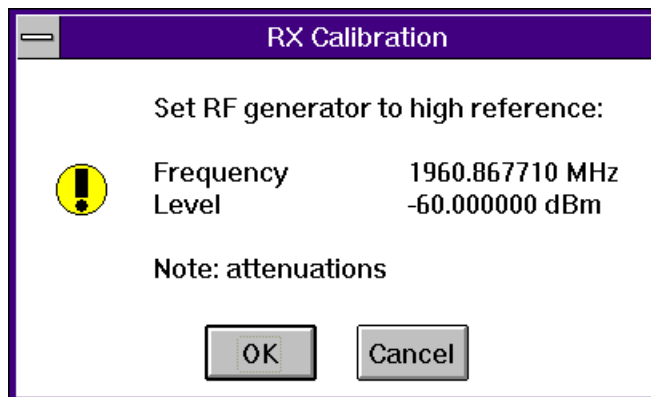 RX Calibration
Set RF generator to high reference:
Frequency 1960.867710 MHz
Level -60.000000 dBm
Note: attenuations
OK Cancel